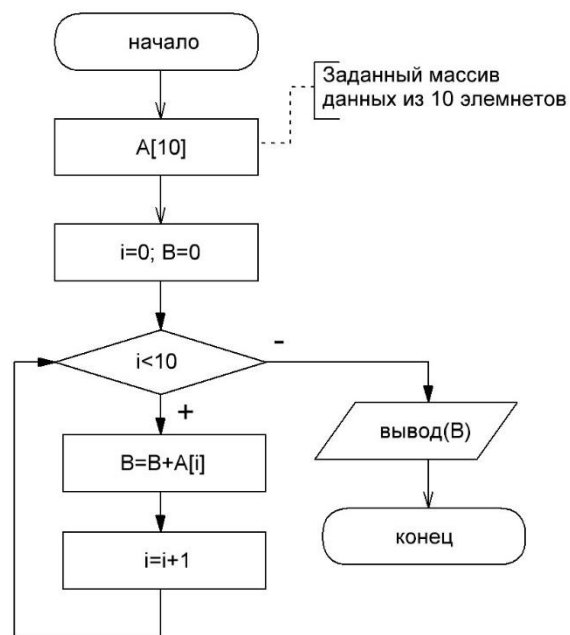 начало
Заданный массив
данных из 10 элемнетов
A[10]
i=0; B=0
i<10
-
+
B=B+A[i]
вывод(B)
i=i+1
конец